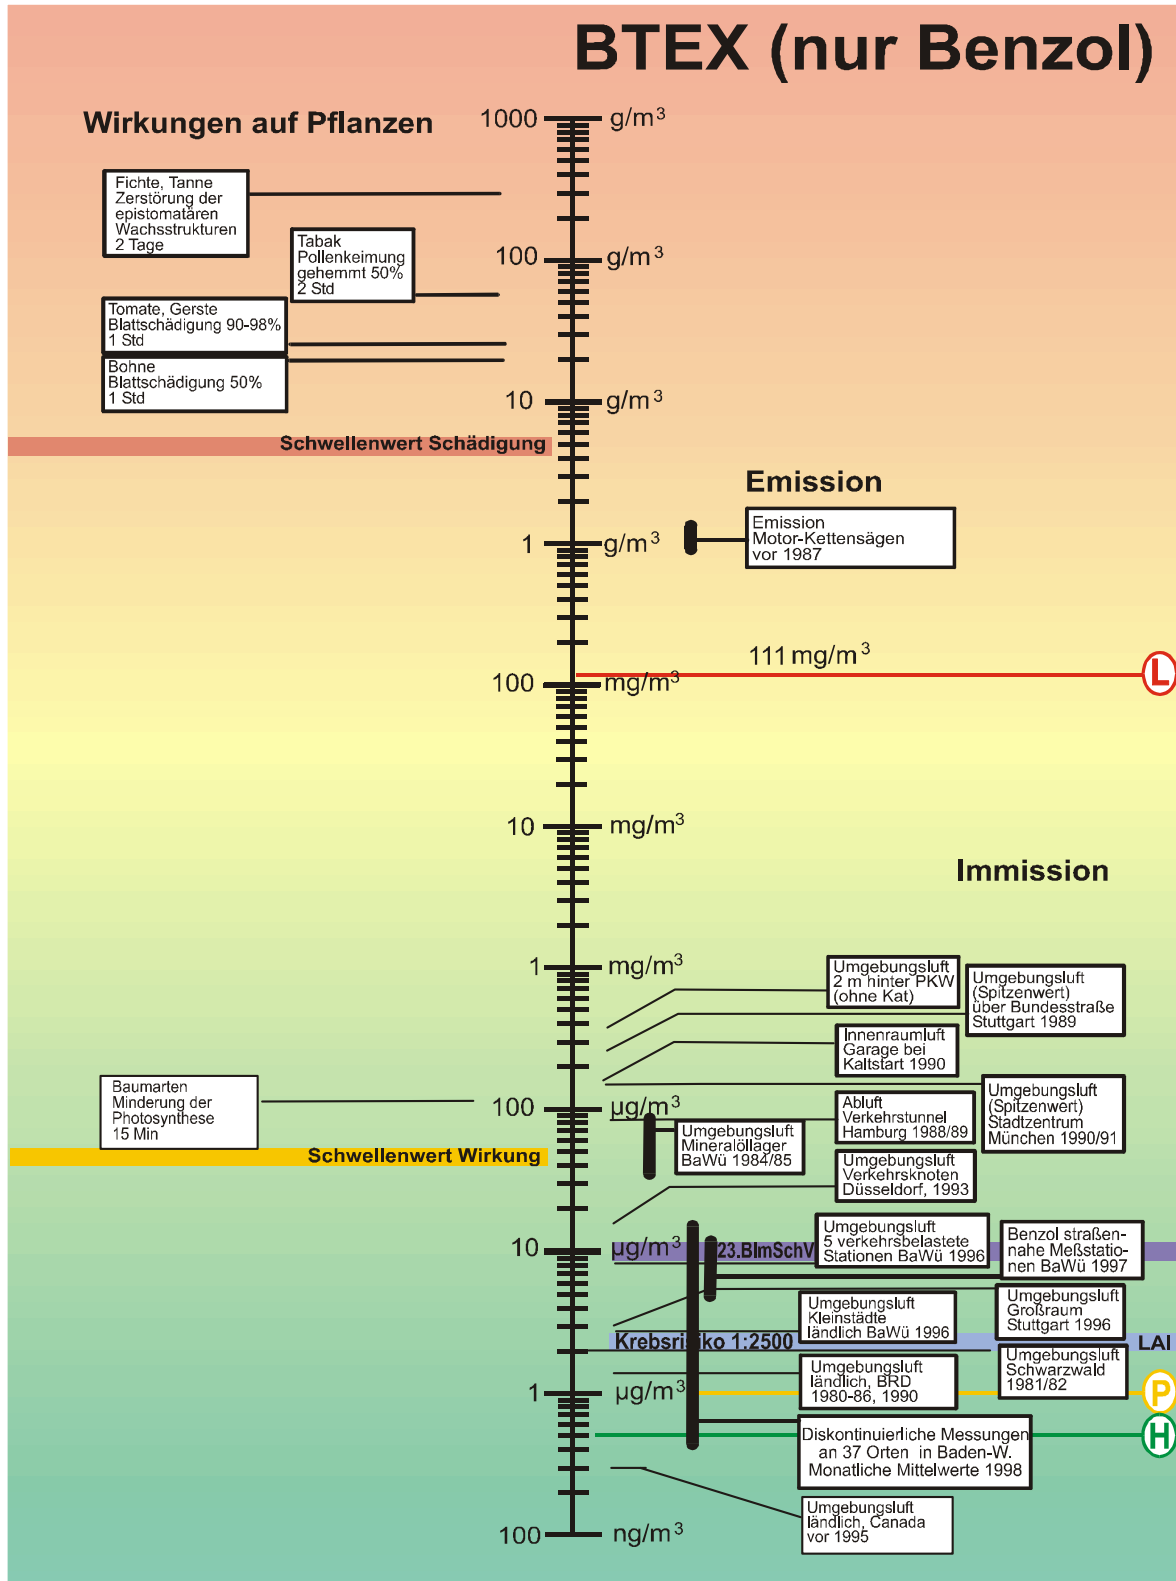 BTEX (nur Benzol)
Wirkungen auf Pflanzen
1000 g/m³
Fichte, Tanne
Zerstörung der
epistomatären
Wachsstrukturen
2 Tage
Tabak
Pollenkeimung
gehemmt 50%
2 Std
100 g/m³
Tomate, Gerste
Blattschädigung 90-98%
1 Std
Bohne
Blattschädigung 50%
1 Std
10 g/m³
Schwellenwert Schädigung
Emission
Emission
Motor-Kettensägen
vor 1987
1 g/m³
111 mg/m³
L
100 mg/m³
10 mg/m³
Immission
1 mg/m³
Umgebungsluft
2 m hinter PKW
(ohne Kat)
Umgebungsluft
(Spitzenwert)
über Bundesstraße
Stuttgart 1989
Innenraumluft
Garage bei
Kaltstart 1990
Baumarten
Minderung der
Photosynthese
15 Min
100 µg/m³
Umgebungsluft
(Spitzenwert)
Stadtzentrum
München 1990/91
Abluft
Verkehrstunnel
Hamburg 1988/89
Umgebungsluft
Mineralöllager
BaWü 1984/85
Schwellenwert Wirkung
Umgebungsluft
Verkehrsknoten
Düsseldorf, 1993
10 µg/m³
23.BImSchV
Umgebungsluft
5 verkehrsbelastete
Stationen BaWü 1996
Benzol straßen-
nahe Meßstatio-
nen BaWü 1997
Umgebungsluft
Großraum
Stuttgart 1996
Umgebungsluft
Kleinstädte
ländlich BaWü 1996
Krebsrisiko 1:2500
LAI
Umgebungsluft
Schwarzwald
1981/82
Umgebungsluft
ländlich, BRD
1980-86, 1990
1 µg/m³
P
Diskontinuierliche Messungen
an 37 Orten in Baden-W.
Monatliche Mittelwerte 1998
H
Umgebungsluft
ländlich, Canada
vor 1995
100 ng/m³